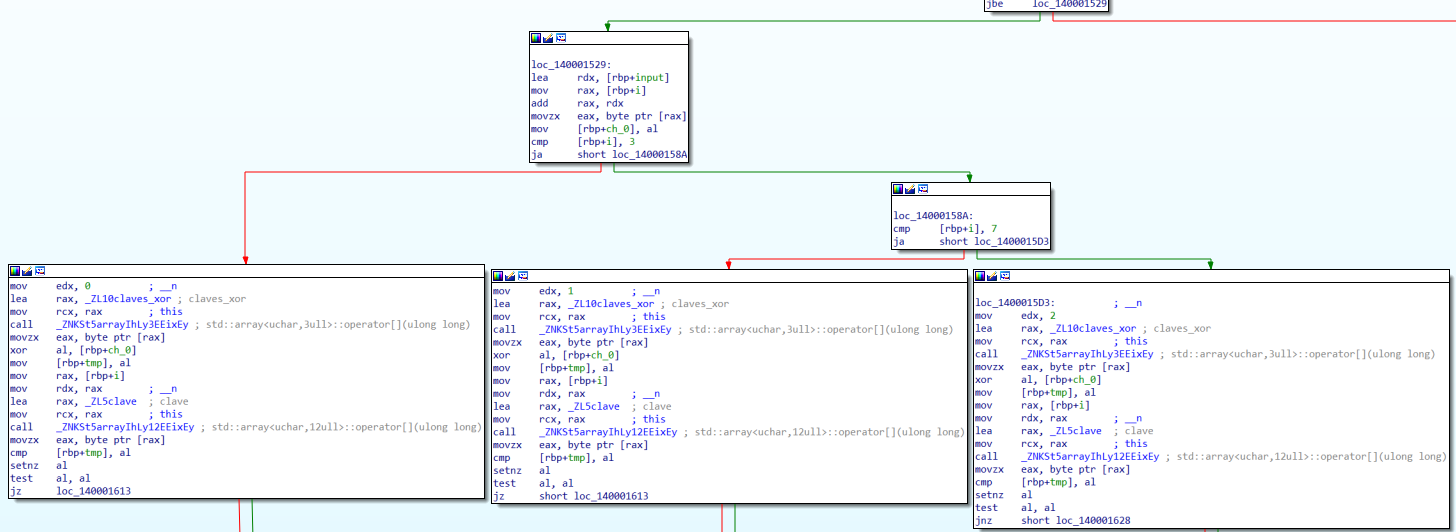 jbe loc_140001529
loc_140001529:
lea rdx, [rbp+input]
mov rax, [rbp+i]
add rax, rdx
movzx eax, byte ptr [rax]
mov [rbp+ch_0], al
cmp [rbp+i], 3
ja short loc_14000158A
loc_14000158A:
cmp [rbp+i], 7
ja short loc_1400015D3
mov edx, 0 ; __n
lea rax, _ZL10claves_xor ; claves_xor
mov rcx, rax ; this
call _ZNKSt5arrayIhLy3EEixEy ; std::array<uchar,3ull>::operator[](ulong long)
movzx eax, byte ptr [rax]
xor al, [rbp+ch_0]
mov [rbp+tmp], al
mov rax, [rbp+i]
mov rdx, rax ; __n
lea rax, _ZL5clave ; clave
mov rcx, rax ; this
call _ZNKSt5arrayIhLy12EEixEy ; std::array<uchar,12ull>::operator[](ulong long)
movzx eax, byte ptr [rax]
cmp [rbp+tmp], al
setnz al
test al, al
jz loc_140001613
mov edx, 1 ; __n
lea rax, _ZL10claves_xor ; claves_xor
mov rcx, rax ; this
call _ZNKSt5arrayIhLy3EEixEy ; std::array<uchar,3ull>::operator[](ulong long)
movzx eax, byte ptr [rax]
xor al, [rbp+ch_0]
mov [rbp+tmp], al
mov rax, [rbp+i]
mov rdx, rax ; __n
lea rax, _ZL5clave ; clave
mov rcx, rax ; this
call _ZNKSt5arrayIhLy12EEixEy ; std::array<uchar,12ull>::operator[](ulong long)
movzx eax, byte ptr [rax]
cmp [rbp+tmp], al
setnz al
test al, al
jz short loc_140001613
loc_1400015D3: ; __n
mov edx, 2
lea rax, _ZL10claves_xor ; claves_xor
mov rcx, rax ; this
call _ZNKSt5arrayIhLy3EEixEy ; std::array<uchar,3ull>::operator[](ulong long)
movzx eax, byte ptr [rax]
xor al, [rbp+ch_0]
mov [rbp+tmp], al
mov rax, [rbp+i]
mov rdx, rax ; __n
lea rax, _ZL5clave ; clave
mov rcx, rax ; this
call _ZNKSt5arrayIhLy12EEixEy ; std::array<uchar,12ull>::operator[](ulong long)
movzx eax, byte ptr [rax]
cmp [rbp+tmp], al
setnz al
test al, al
jnz short loc_140001628